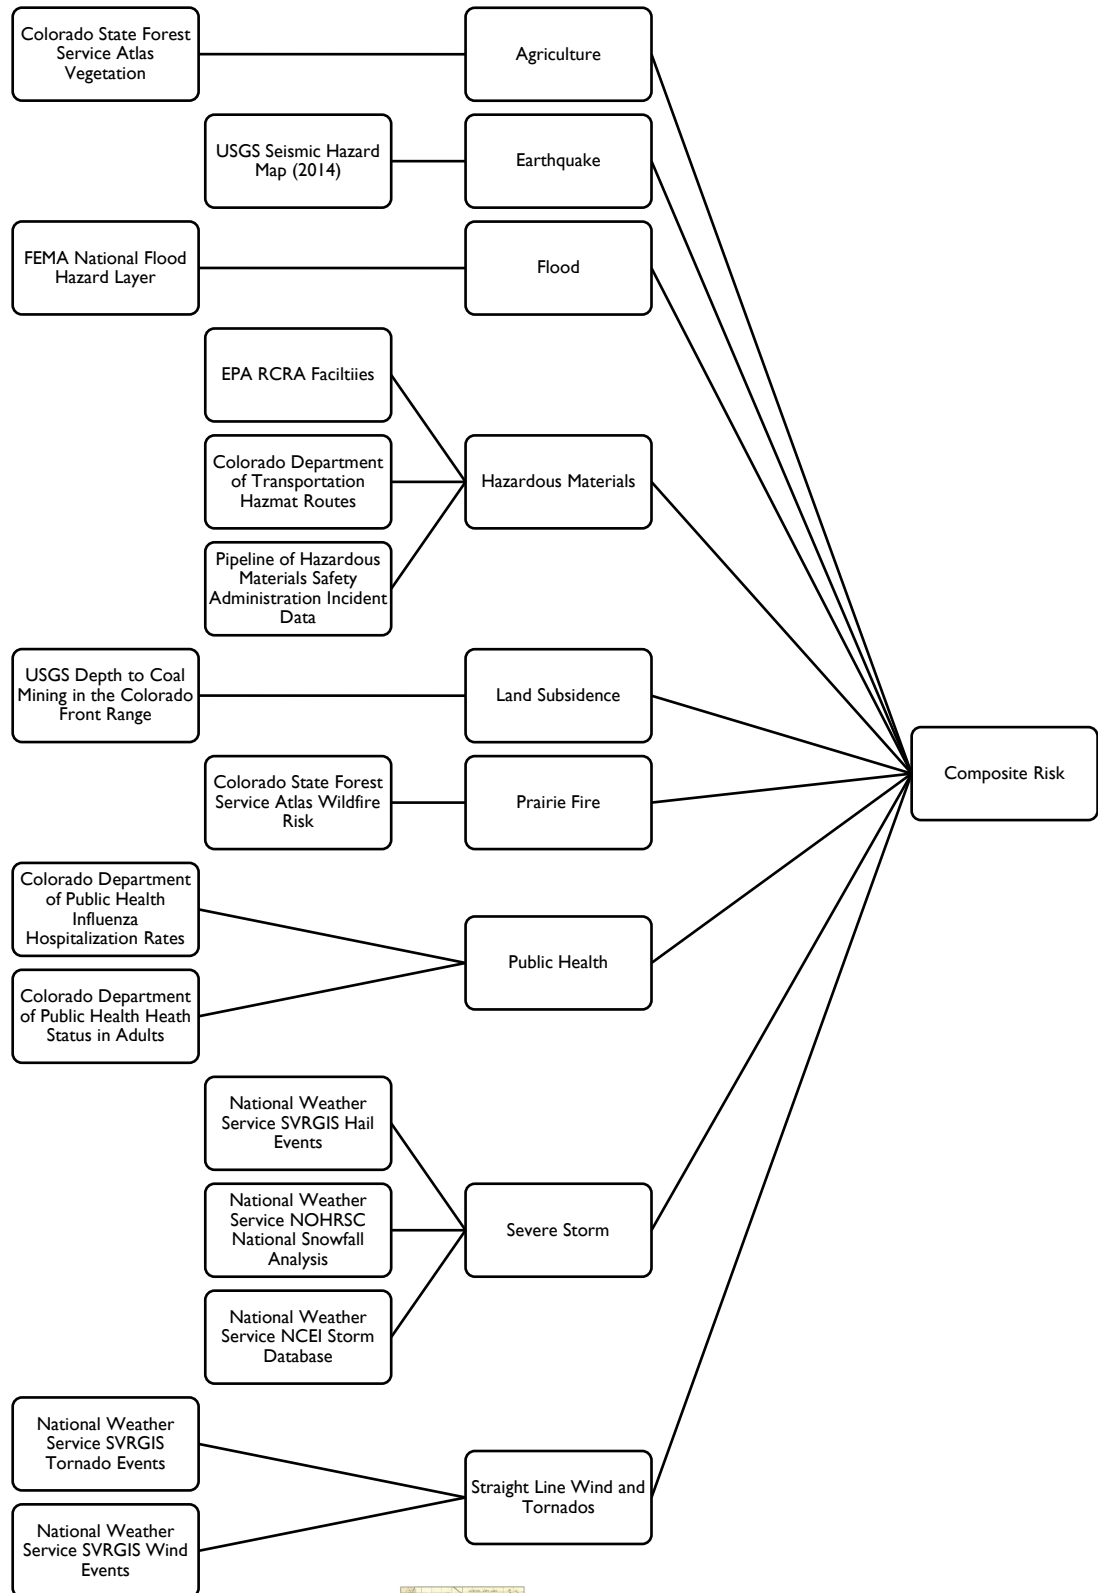 Colorado State Forest
Service Atlas
Vegetation
Agriculture
USGS Seismic Hazard
Map (2014)
Earthquake
FEMA National Flood
Hazard Layer
Flood
EPA RCRA Faciltiies
Colorado Department
of Transportation
Hazmat Routes
Hazardous Materials
Pipeline of Hazardous
Materials Safety
Administration Incident
Data
USGS Depth to Coal
Mining in the Colorado
Front Range
Land Subsidence
Colorado State Forest
Service Atlas Wildfire
Risk
Prairie Fire
Composite Risk
Colorado Department
of Public Health
Influenza
Hospitalization Rates
Public Health
Colorado Department
of Public Health Heath
Status in Adults
National Weather
Service SVRGIS Hail
Events
National Weather
Service NOHRSC
National Snowfall
Analysis
Severe Storm
National Weather
Service NCEI Storm
Database
National Weather
Service SVRGIS
Tornado Events
Straight Line Wind and
Tornados
National Weather
Service SVRGIS Wind
Events